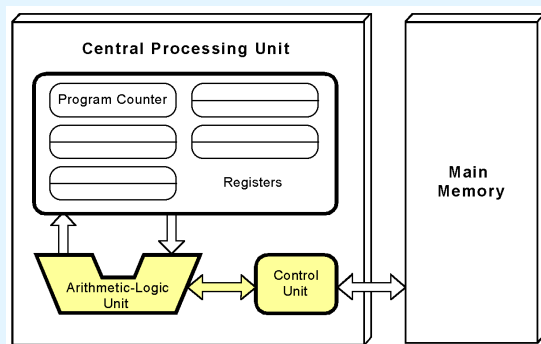 Central Processing Unit
Program Counter
Registers
Arithmetic-Logic
Unit
Control
Unit
Main
Memory